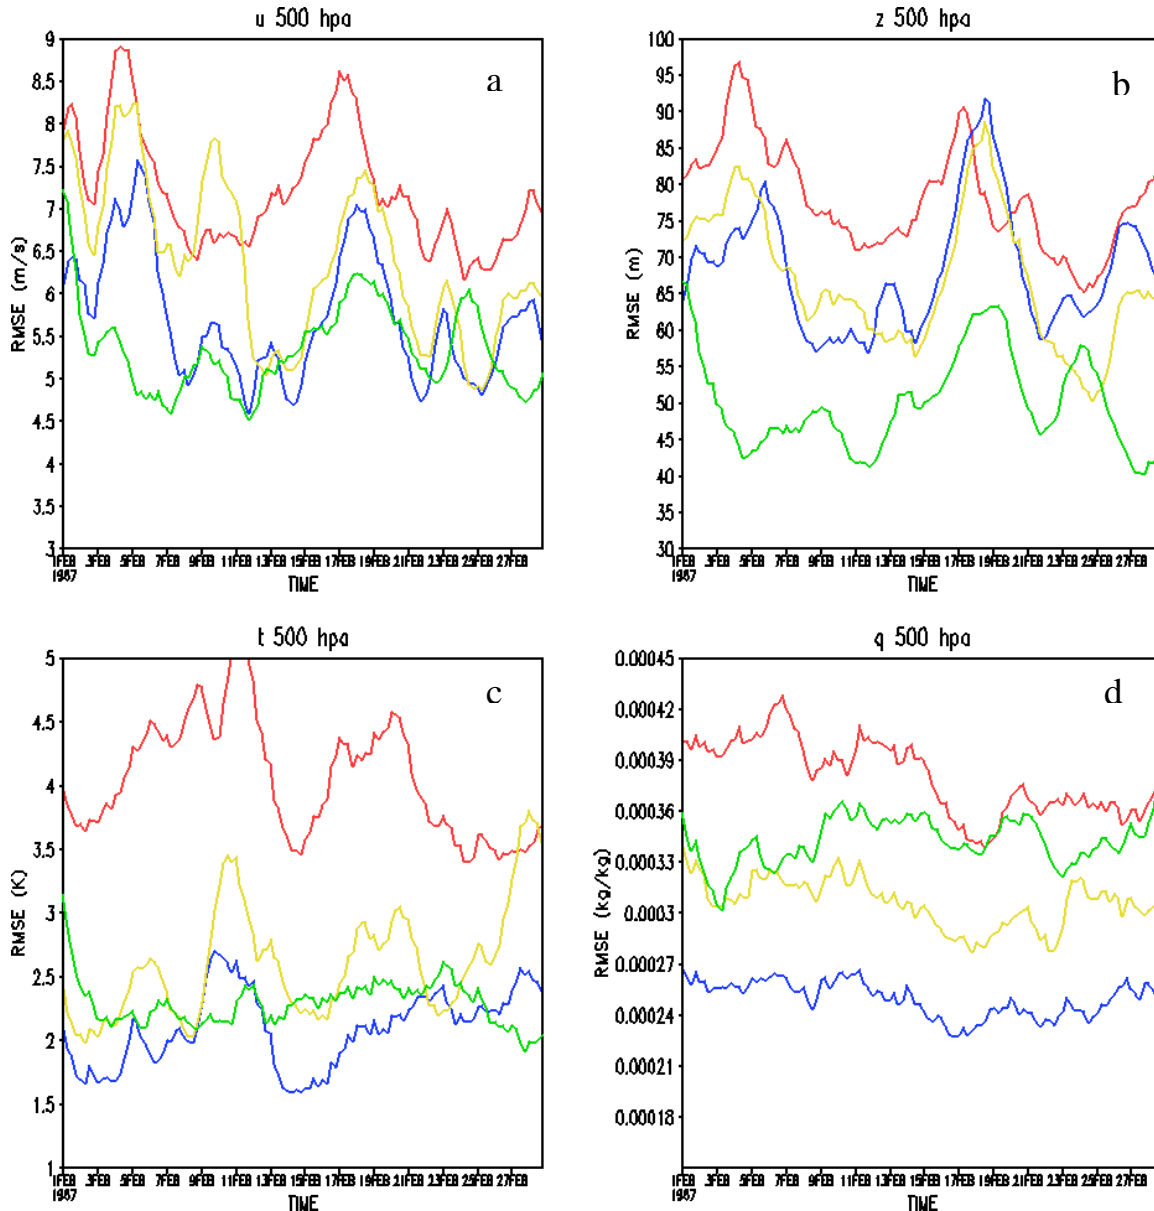 u 500 hpa
a
RMSE (m/s)
9
8.5
8
7.5
7
6.5
6
5.5
5
4.5
4
3.5
3
1FEB 3FEB 5FEB 7FEB 9FEB 11FEB 13FEB 15FEB 17FEB 19FEB 21FEB 23FEB 25FEB 27FEB
1987
TIME
z 500 hpa
b
RMSE (m)
100
95
90
85
80
75
70
65
60
55
50
45
40
35
30
1FEB 3FEB 5FEB 7FEB 9FEB 11FEB 13FEB 15FEB 17FEB 19FEB 21FEB 23FEB 25FEB 27FEB
1987
TIME
t 500 hpa
c
RMSE (K)
5
4.5
4
3.5
3
2.5
2
1.5
1
1FEB 3FEB 5FEB 7FEB 9FEB 11FEB 13FEB 15FEB 17FEB 19FEB 21FEB 23FEB 25FEB 27FEB
1987
TIME
q 500 hpa
d
RMSE (kg/kg)
0.00045
0.00042
0.00039
0.00036
0.00033
0.0003
0.00027
0.00024
0.00021
0.00018
1FEB 3FEB 5FEB 7FEB 9FEB 11FEB 13FEB 15FEB 17FEB 19FEB 21FEB 23FEB 25FEB 27FEB
1987
TIME